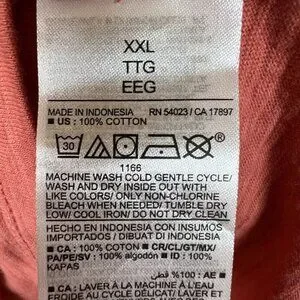 XXL
TTG
EEG
MADE IN INDONESIA RN 54023 / CA 17897
■ US : 100% COTTON
30
1166
MACHINE WASH COLD GENTLE CYCLE/
WASH AND DRY INSIDE OUT WITH
LIKE COLORS/ ONLY NON-CHLORINE
BLEACH WHEN NEEDED/ TUMBLE DRY
LOW/ COOL IRON/ DO NOT DRY CLEAN
HECHO EN INDONESIA CON INSUMOS
IMPORTADOS / DIBUAT DI INDONESIA
■ CA : 100% COTTON ■ CR/CL/GT/MX/
PA/PE/SV : 100% algodón ■ ID : 100%
KAPAS
■ AE : 100% قطن
■ CA : LAVER À LA MACHINE À L'EAU
FROIDE AU CYCLE DÉLICAT/ LAVER ET